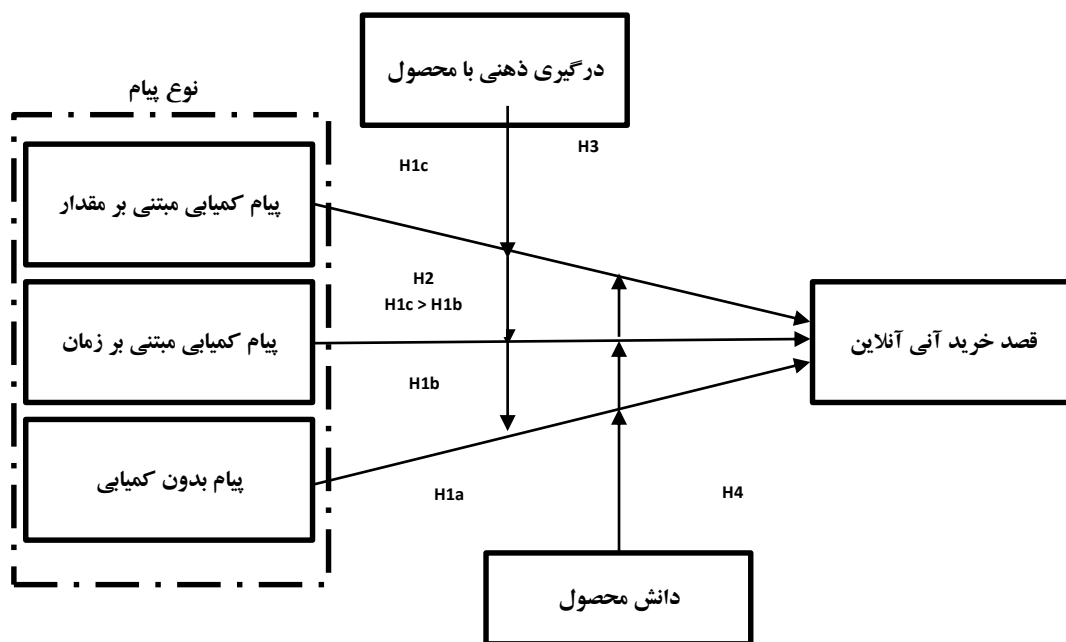 درگیری ذهنی با محصول
نوع پیام
H3
H1c
پیام کمیابی مبتنی بر مقدار
H2
H1c > H1b
پیام کمیابی مبتنی بر زمان
قصد خرید آنی آنلاین
H1b
پیام بدون کمیابی
H1a
H4
دانش محصول